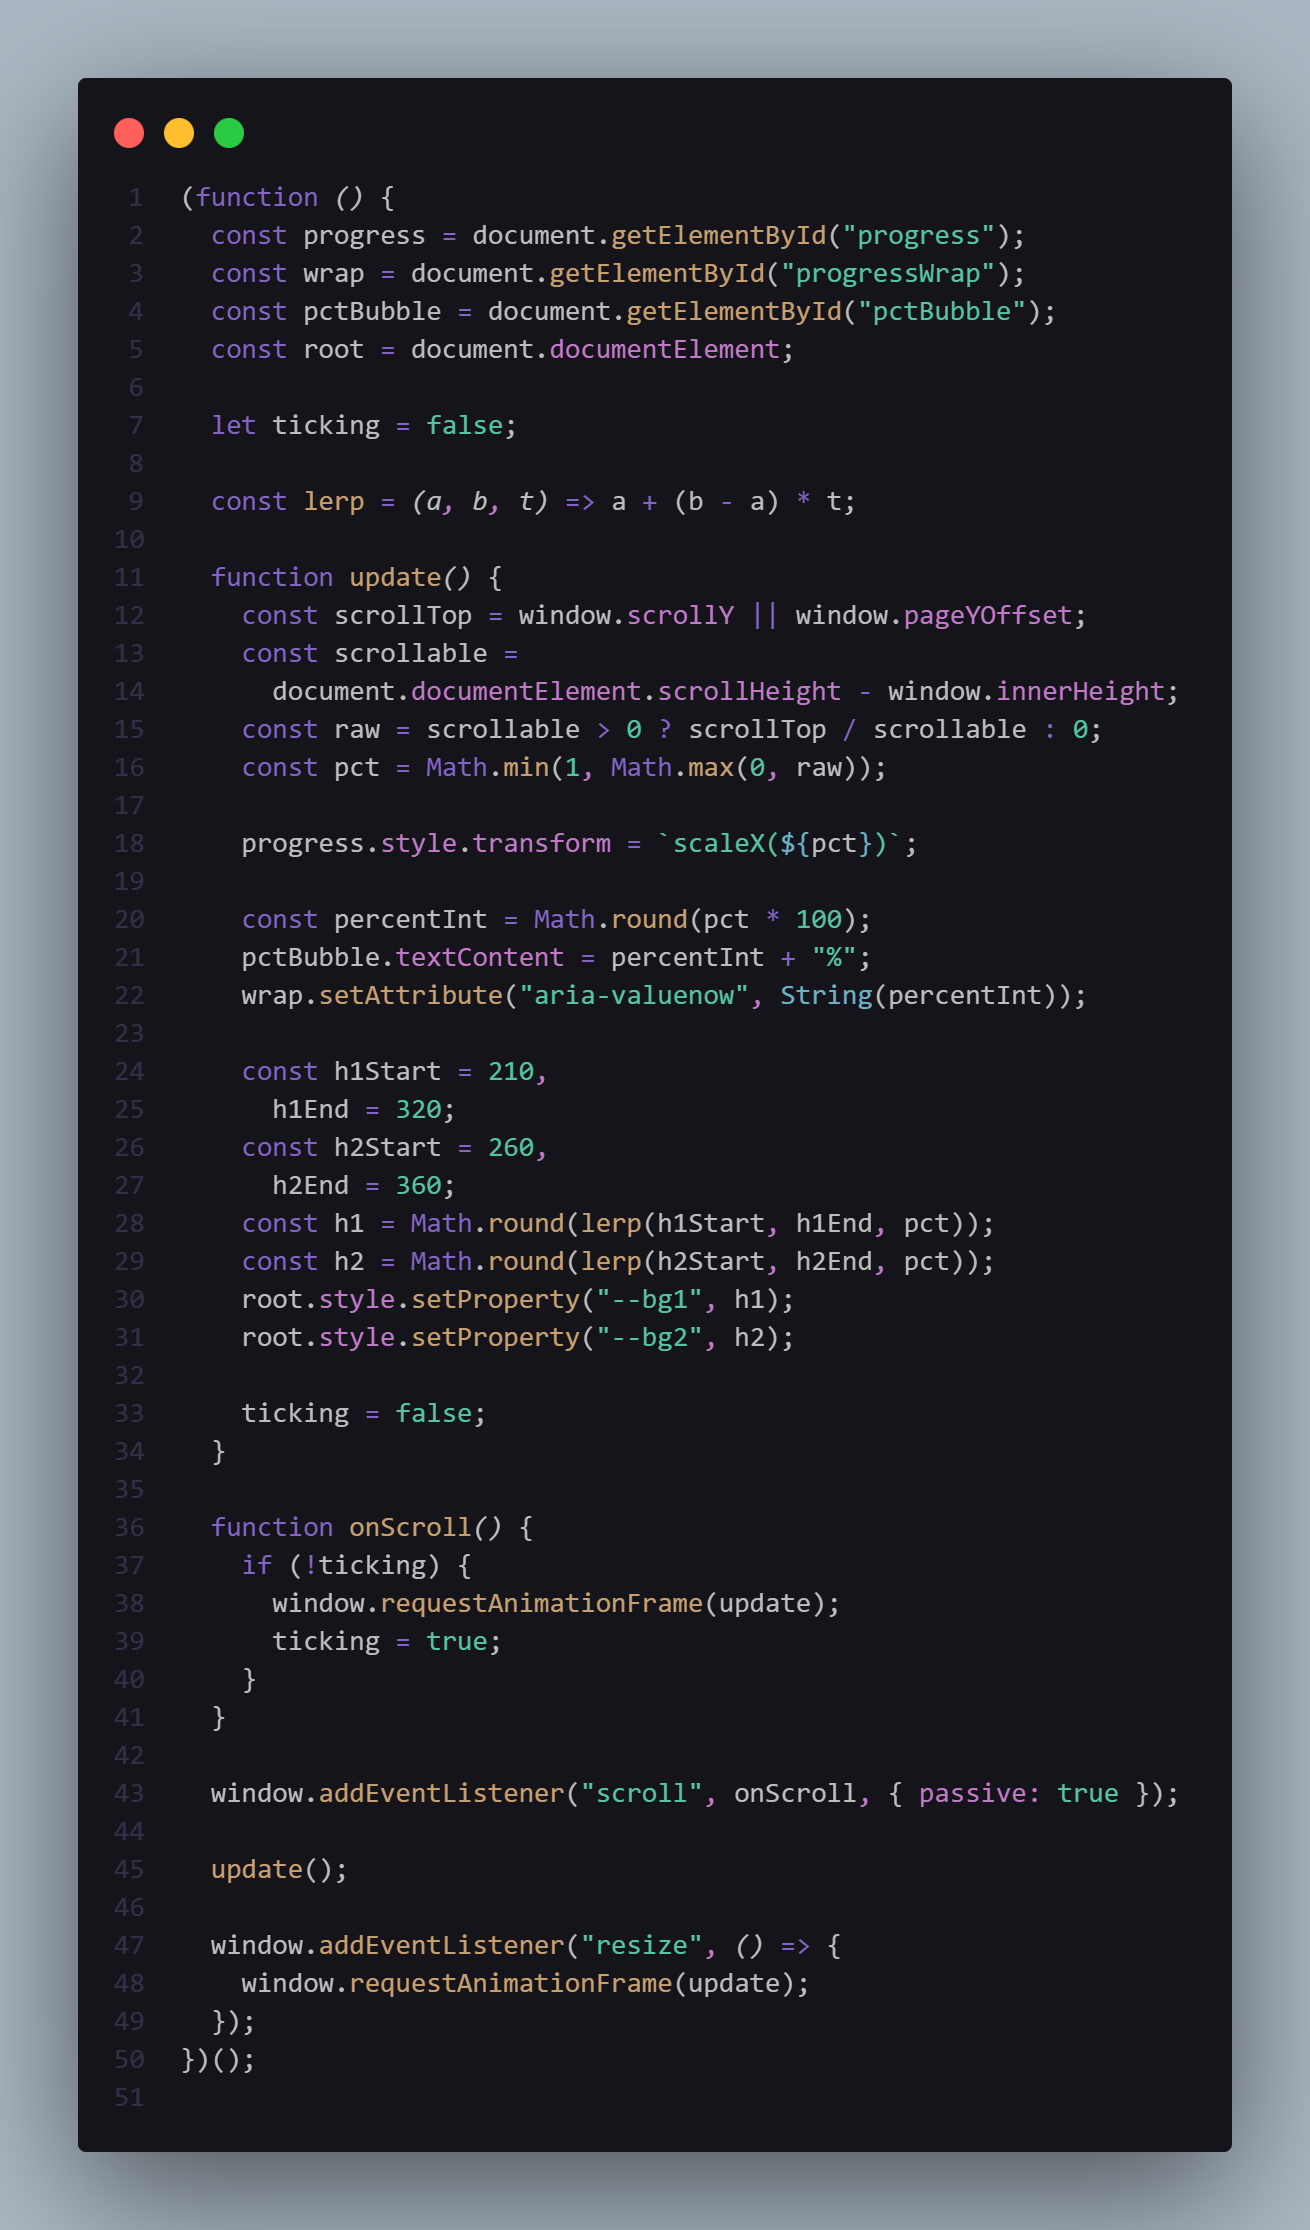 1 (function () {
2   const progress = document.getElementById("progress");
3   const wrap = document.getElementById("progressWrap");
4   const pctBubble = document.getElementById("pctBubble");
5   const root = document.documentElement;
6
7   let ticking = false;
8
9   const lerp = (a, b, t) => a + (b - a) * t;
10
11   function update() {
12     const scrollTop = window.scrollY || window.pageYOffset;
13     const scrollable =
14       document.documentElement.scrollHeight - window.innerHeight;
15     const raw = scrollable > 0 ? scrollTop / scrollable : 0;
16     const pct = Math.min(1, Math.max(0, raw));
17
18     progress.style.transform = `scaleX(${pct})`;
19
20     const percentInt = Math.round(pct * 100);
21     pctBubble.textContent = percentInt + "%";
22     wrap.setAttribute("aria-valuenow", String(percentInt));
23
24     const h1Start = 210,
25       h1End = 320;
26     const h2Start = 260,
27       h2End = 360;
28     const h1 = Math.round(lerp(h1Start, h1End, pct));
29     const h2 = Math.round(lerp(h2Start, h2End, pct));
30     root.style.setProperty("--bg1", h1);
31     root.style.setProperty("--bg2", h2);
32
33     ticking = false;
34   }
35
36   function onScroll() {
37     if (!ticking) {
38       window.requestAnimationFrame(update);
39       ticking = true;
40     }
41   }
42
43   window.addEventListener("scroll", onScroll, { passive: true });
44
45   update();
46
47   window.addEventListener("resize", () => {
48     window.requestAnimationFrame(update);
49   });
50 })();
51